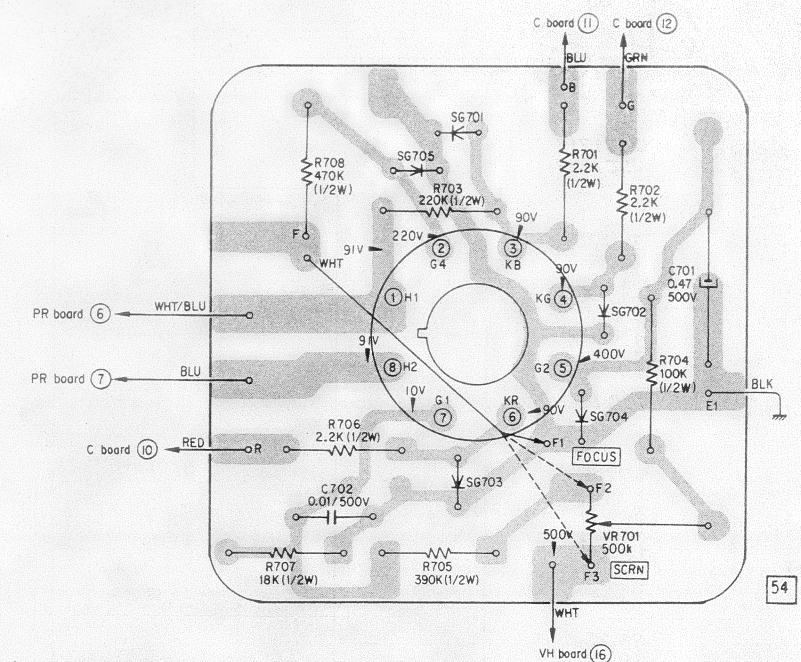 C board 11
C board 12
BLU
GRN
B
G
SG701
SG705
R708
470K
(1/2W)
R703
220K(1/2W)
R701
2.2K
(1/2W)
R702
2.2K
(1/2W)
F
WHT
91V
220V
2
G4
90V
3
KB
90V
KG 4
C701
0.47
500V
1 H1
SG702
PR board 6
WHT/BLU
91V
8 H2
400V
G2 5
R704
100K
(1/2W)
PR board 7
BLU
BLK
E1
10V
G1
7
KR
6
90V
SG704
F1
FOCUS
R706
2.2K(1/2W)
C board 10
RED
R
SG703
C702
0.01/500V
F2
VR701
500k
500V
R707
18K(1/2W)
R705
390K(1/2W)
F3
SCRN
54
WHT
VH board 16